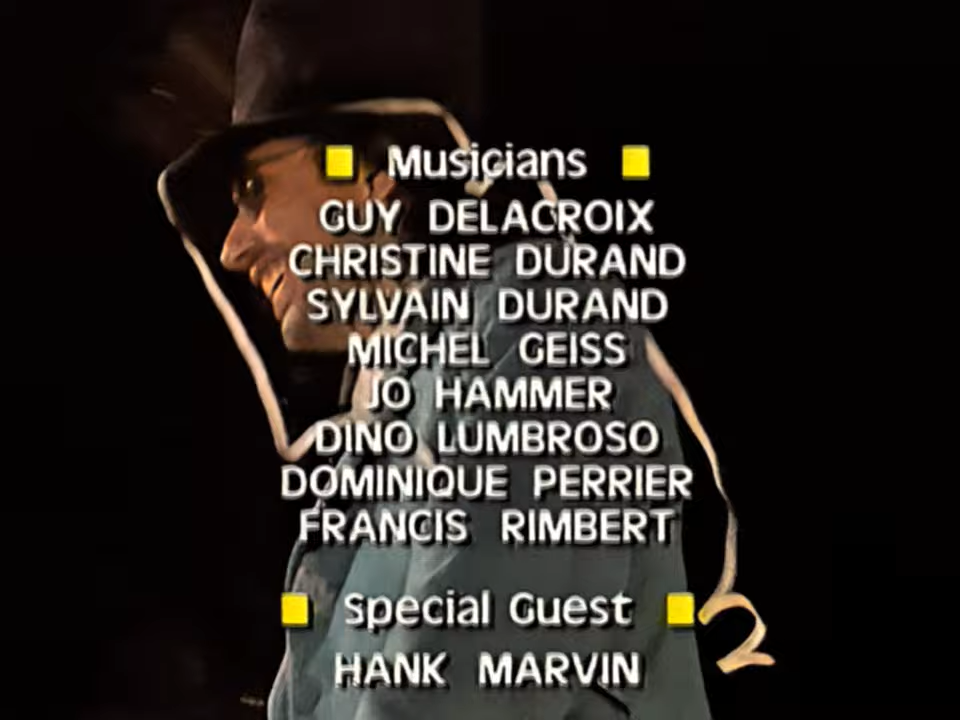 Musicians
GUY DELACROIX
CHRISTINE DURAND
SYLVAIN DURAND
MICHEL GEISS
JO HAMMER
DINO LUMBROSO
DOMINIQUE PERRIER
FRANCIS RIMBERT
Special Guest
HANK MARVIN